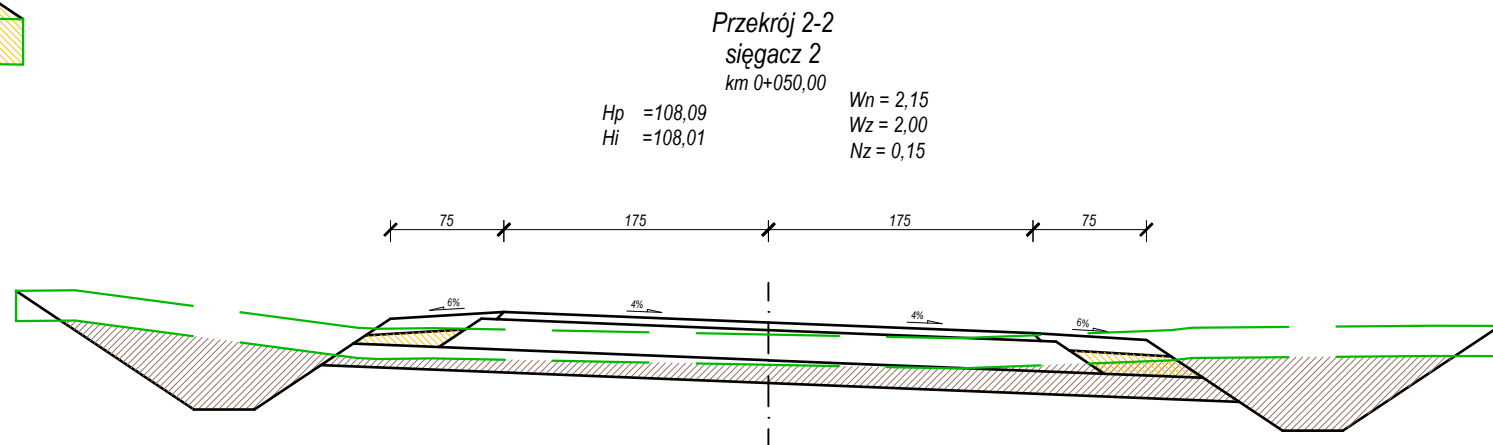 Przekrój 2-2
sięgacz 2
km 0+050,00
Hp =108,09
Hi =108,01
Wn = 2,15
Wz = 2,00
Nz = 0,15
75 175 175 75
6% 4% 4% 6%